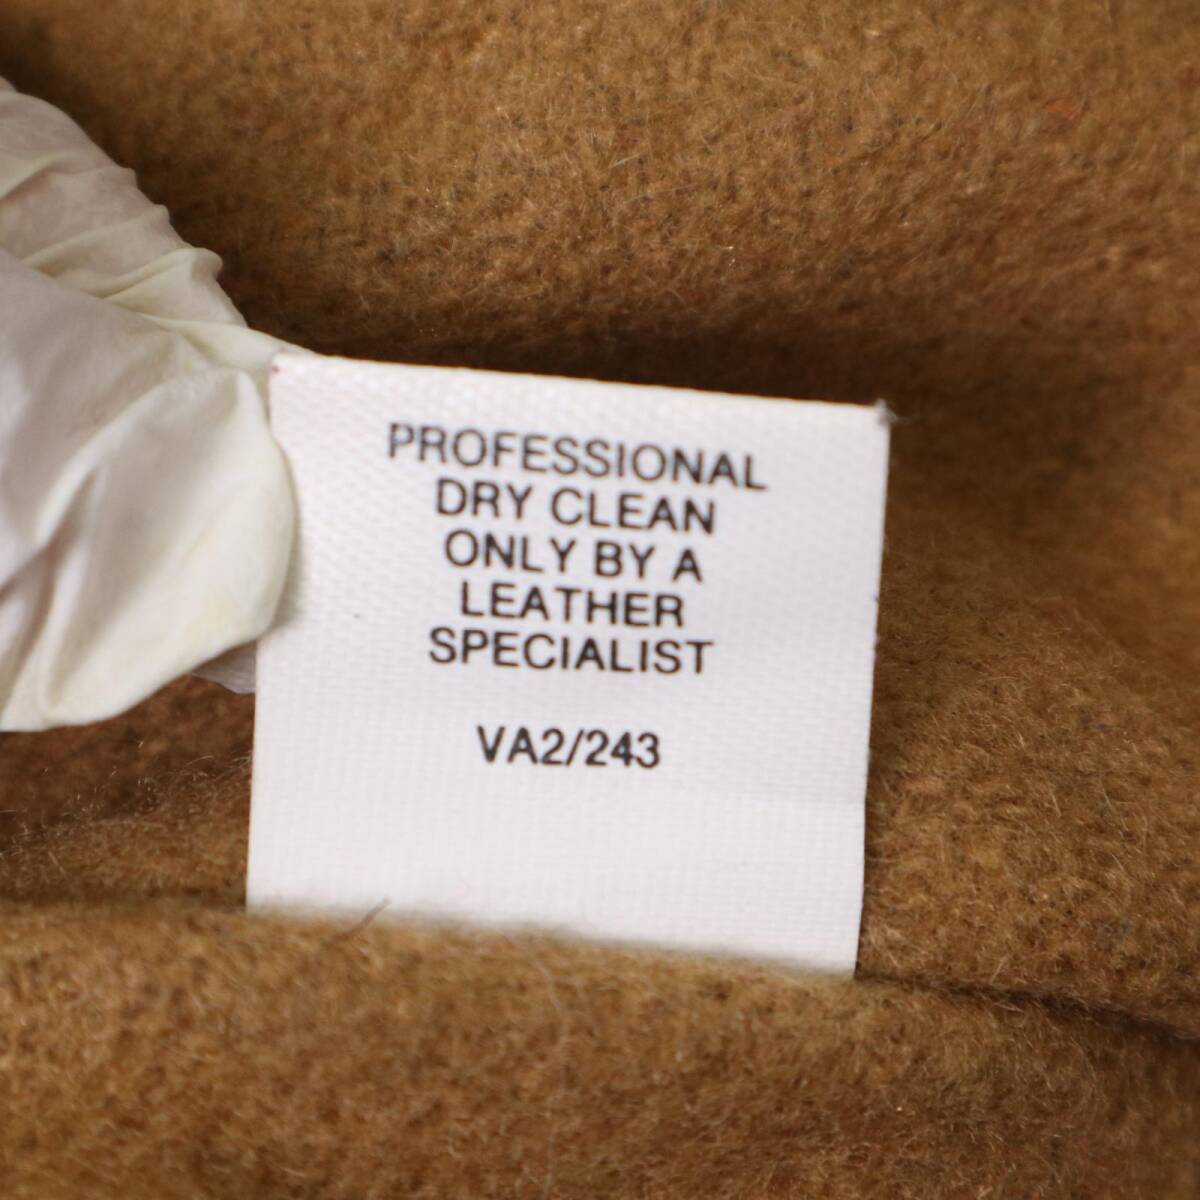 PROFESSIONAL
DRY CLEAN
ONLY BY A
LEATHER
SPECIALIST
VA2/243